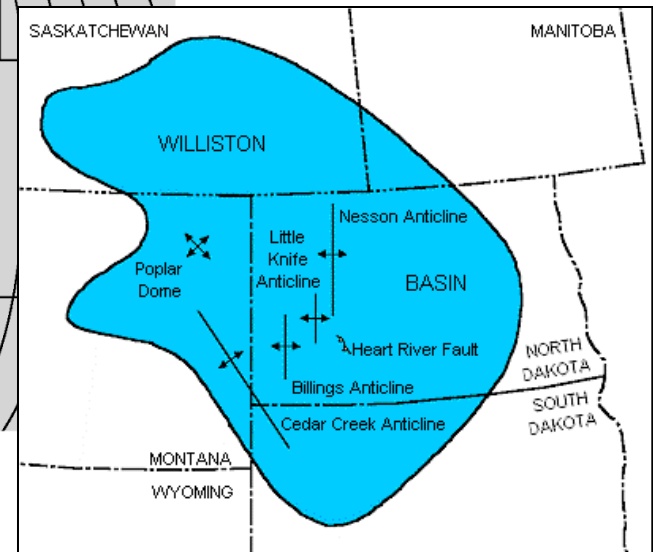 SASKATCHEWAN
MANITOBA
WILLISTON
Nesson Anticline
Little
Knife
Anticline
Poplar
Dome
BASIN
Heart River Fault
NORTH
DAKOTA
Billings Anticline
SOUTH
DAKOTA
Cedar Creek Anticline
MONTANA
WYOMING